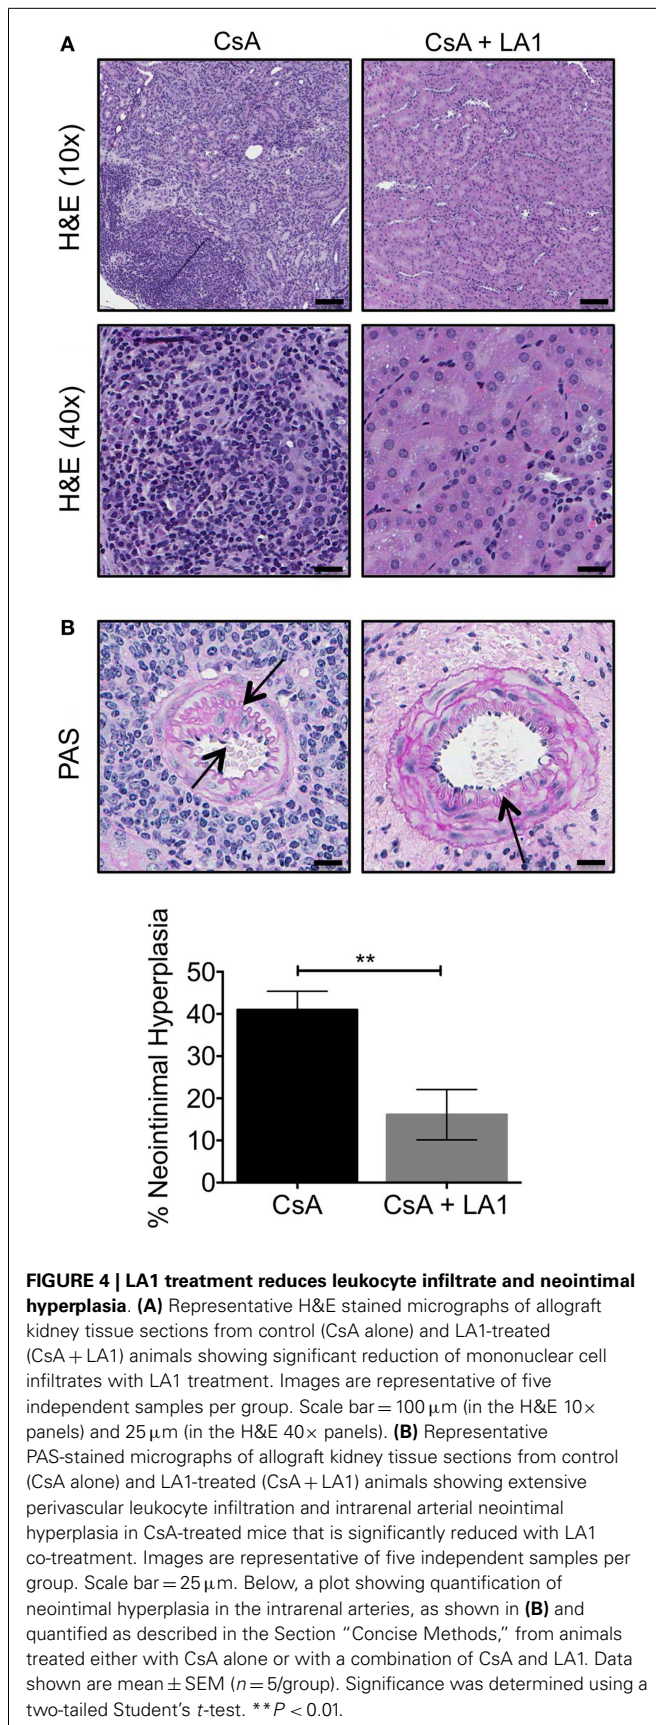 A
CsA
CsA + LA1
H&E (10x)
H&E (40x)
B
PAS
% Neointinimal Hyperplasia
**
50
40
30
20
10
0
CsA
CsA + LA1
FIGURE 4 | LA1 treatment reduces leukocyte infiltrate and neointimal
hyperplasia. (A) Representative H&E stained micrographs of allograft
kidney tissue sections from control (CsA alone) and LA1-treated
(CsA + LA1) animals showing significant reduction of mononuclear cell
infiltrates with LA1 treatment. Images are representative of five
independent samples per group. Scale bar = 100 μm (in the H&E 10×
panels) and 25 μm (in the H&E 40× panels). (B) Representative
PAS-stained micrographs of allograft kidney tissue sections from control
(CsA alone) and LA1-treated (CsA + LA1) animals showing extensive
perivascular leukocyte infiltration and intrarenal arterial neointimal
hyperplasia in CsA-treated mice that is significantly reduced with LA1
co-treatment. Images are representative of five independent samples per
group. Scale bar = 25 μm. Below, a plot showing quantification of
neointimal hyperplasia in the intrarenal arteries, as shown in (B) and
quantified as described in the Section “Concise Methods,” from animals
treated either with CsA alone or with a combination of CsA and LA1. Data
shown are mean ± SEM (n = 5/group). Significance was determined using a
two-tailed Student’s t-test. **P < 0.01.